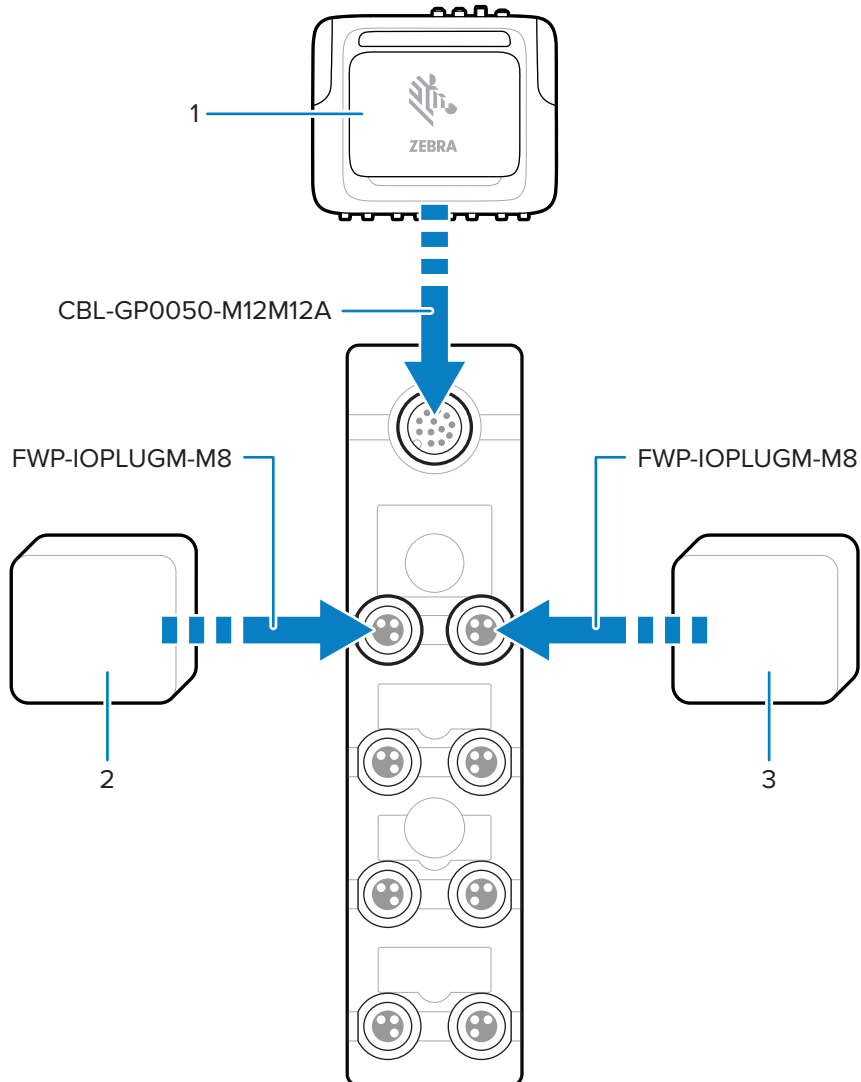 1
ZEBRA
CBL-GP0050-M12M12A
FWP-IOPLUGM-M8
FWP-IOPLUGM-M8
2
3